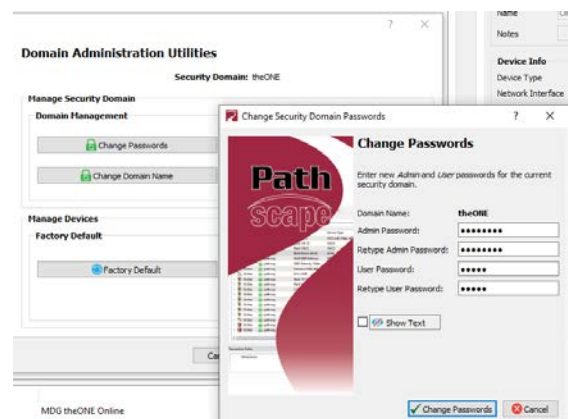 Name
Notes
Device Info
Device Type
Network Interface
?
Domain Administration Utilities
Security Domain: theONE
Manage Security Domain
Domain Management
Change Passwords
Change Domain Name
Manage Devices
Factory Default
Factory Default
MDG theONE Online
Change Security Domain Passwords
?
Path
scape
Change Passwords
Enter new Admin and User passwords for the current
security domain.
Domain Name: theONE
Admin Password: ●●●●●●●●
Retype Admin Password: ●●●●●●●●
User Password: ●●●●●
Retype User Password: ●●●●●
Show Text
Change Passwords
Cancel